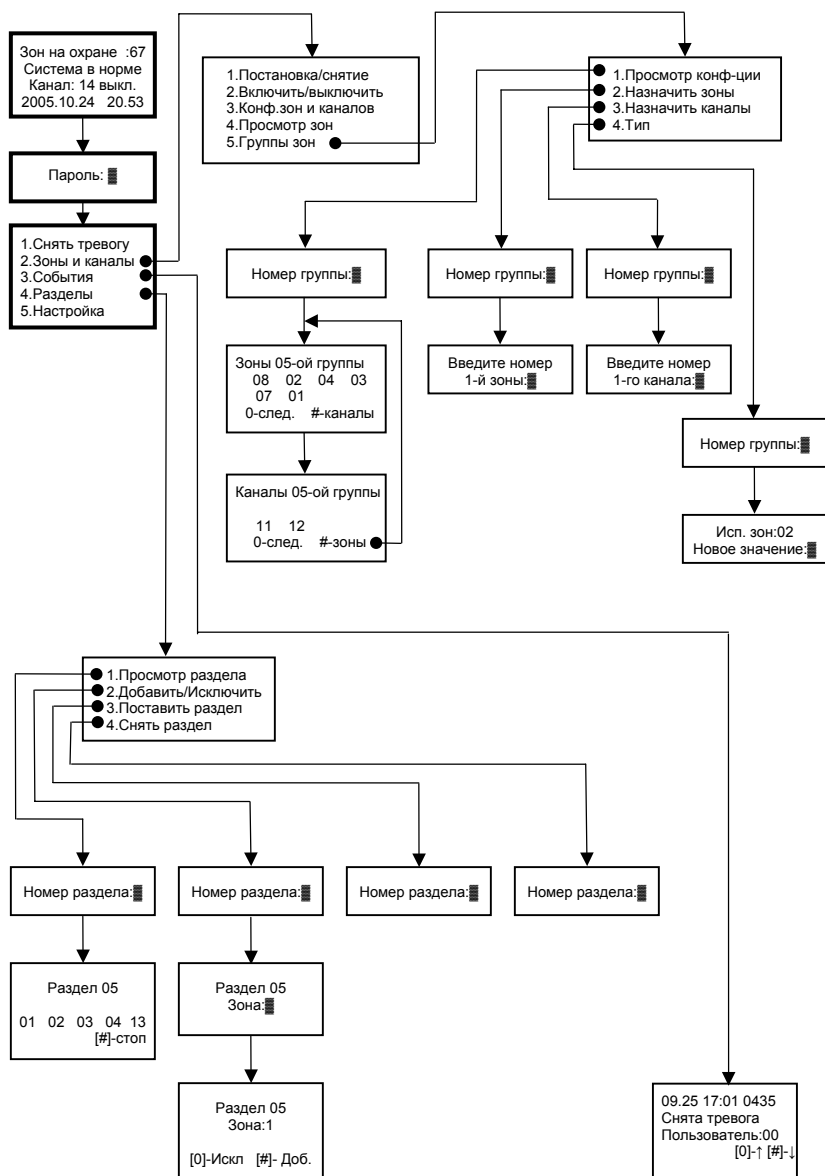 Зон на охране :67
Система в норме
Канал: 14 выкл.
2005.10.24 20.53
Пароль:
1.Снять тревогу
2.Зоны и каналы
3.События
4.Разделы
5.Настройка
1.Постановка/снятие
2.Включить/выключить
3.Конф.зон и каналов
4.Просмотр зон
5.Группы зон
1.Просмотр конф-ции
2.Назначить зоны
3.Назначить каналы
4.Тип
Номер группы:
Зоны 05-ой группы
08 02 04 03
07 01
0-след. #-каналы
Каналы 05-ой группы
11 12
0-след. #-зоны
Номер группы:
Введите номер
1-й зоны:
Номер группы:
Введите номер
1-го канала:
Номер группы:
Исп. зон:02
Новое значение:
1.Просмотр раздела
2.Добавить/Исключить
3.Поставить раздел
4.Снять раздел
Номер раздела:
Раздел 05
01 02 03 04 13
[#]-стоп
Номер раздела:
Раздел 05
Зона:
Раздел 05
Зона:1
[0]-Искл [#]- Доб.
Номер раздела:
Номер раздела:
09.25 17:01 0435
Снята тревога
Пользователь:00
[0]-↑ [#]-↓